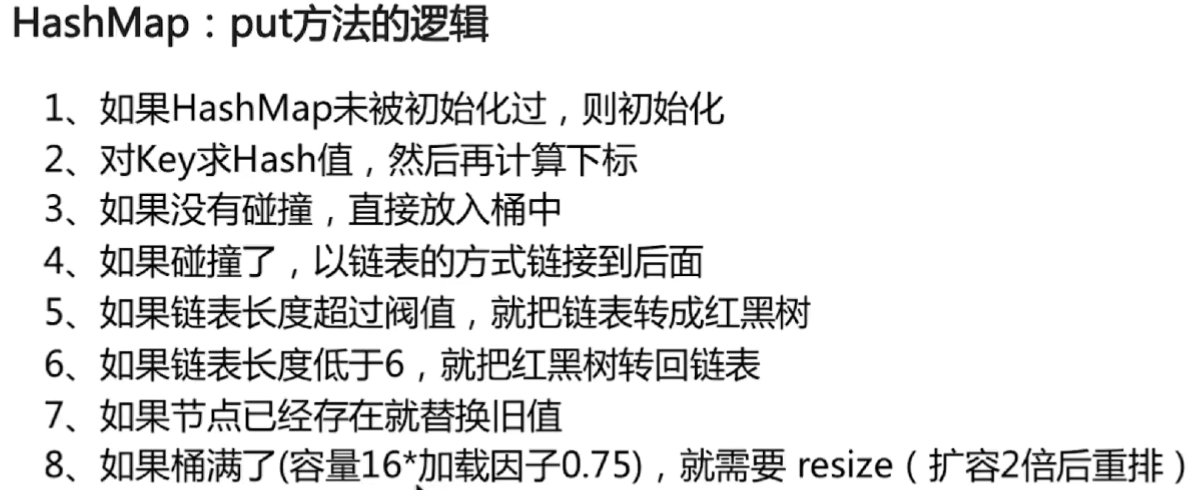 HashMap：put方法的逻辑
1、如果HashMap未被初始化过，则初始化
2、对Key求Hash值，然后再计算下标
3、如果没有碰撞，直接放入桶中
4、如果碰撞了，以链表的方式链接到后面
5、如果链表长度超过阀值，就把链表转成红黑树
6、如果链表长度低于6，就把红黑树转回链表
7、如果节点已经存在就替换旧值
8、如果桶满了(容量16*加载因子0.75)，就需要 resize（扩容2倍后重排）